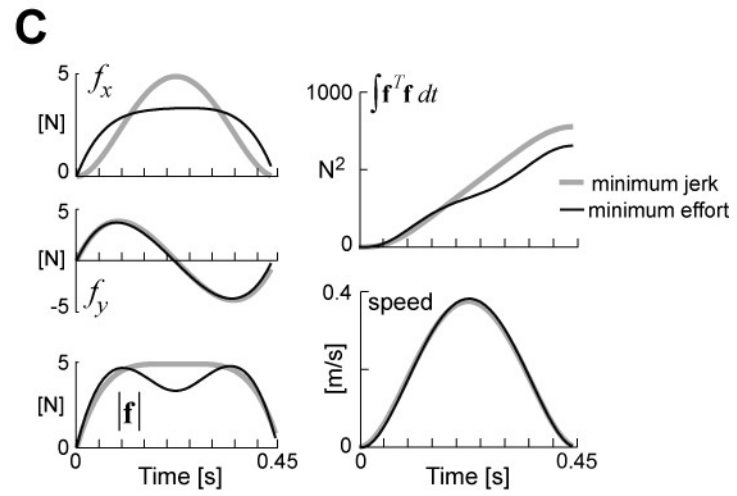 C
5
f_x
[N]
0
5
[N]
-5
f_y
5
[N]
|f|
0
Time [s]
0.45
1000
∫f^T f dt
N²
0
minimum jerk
minimum effort
0.4
speed
[m/s]
0
0
Time [s]
0.45